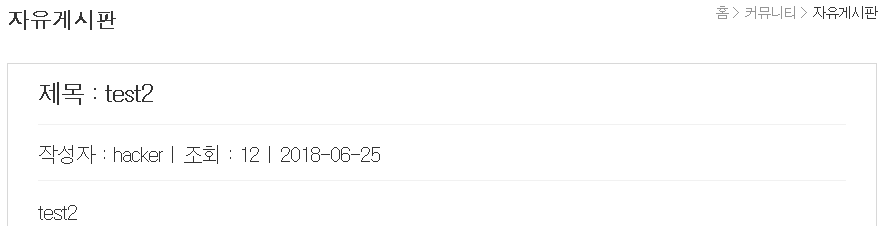 자유게시판
홈 > 커뮤니티 > 자유게시판
제목 : test2
작성자 : hacker | 조회 : 12 | 2018-06-25
test2